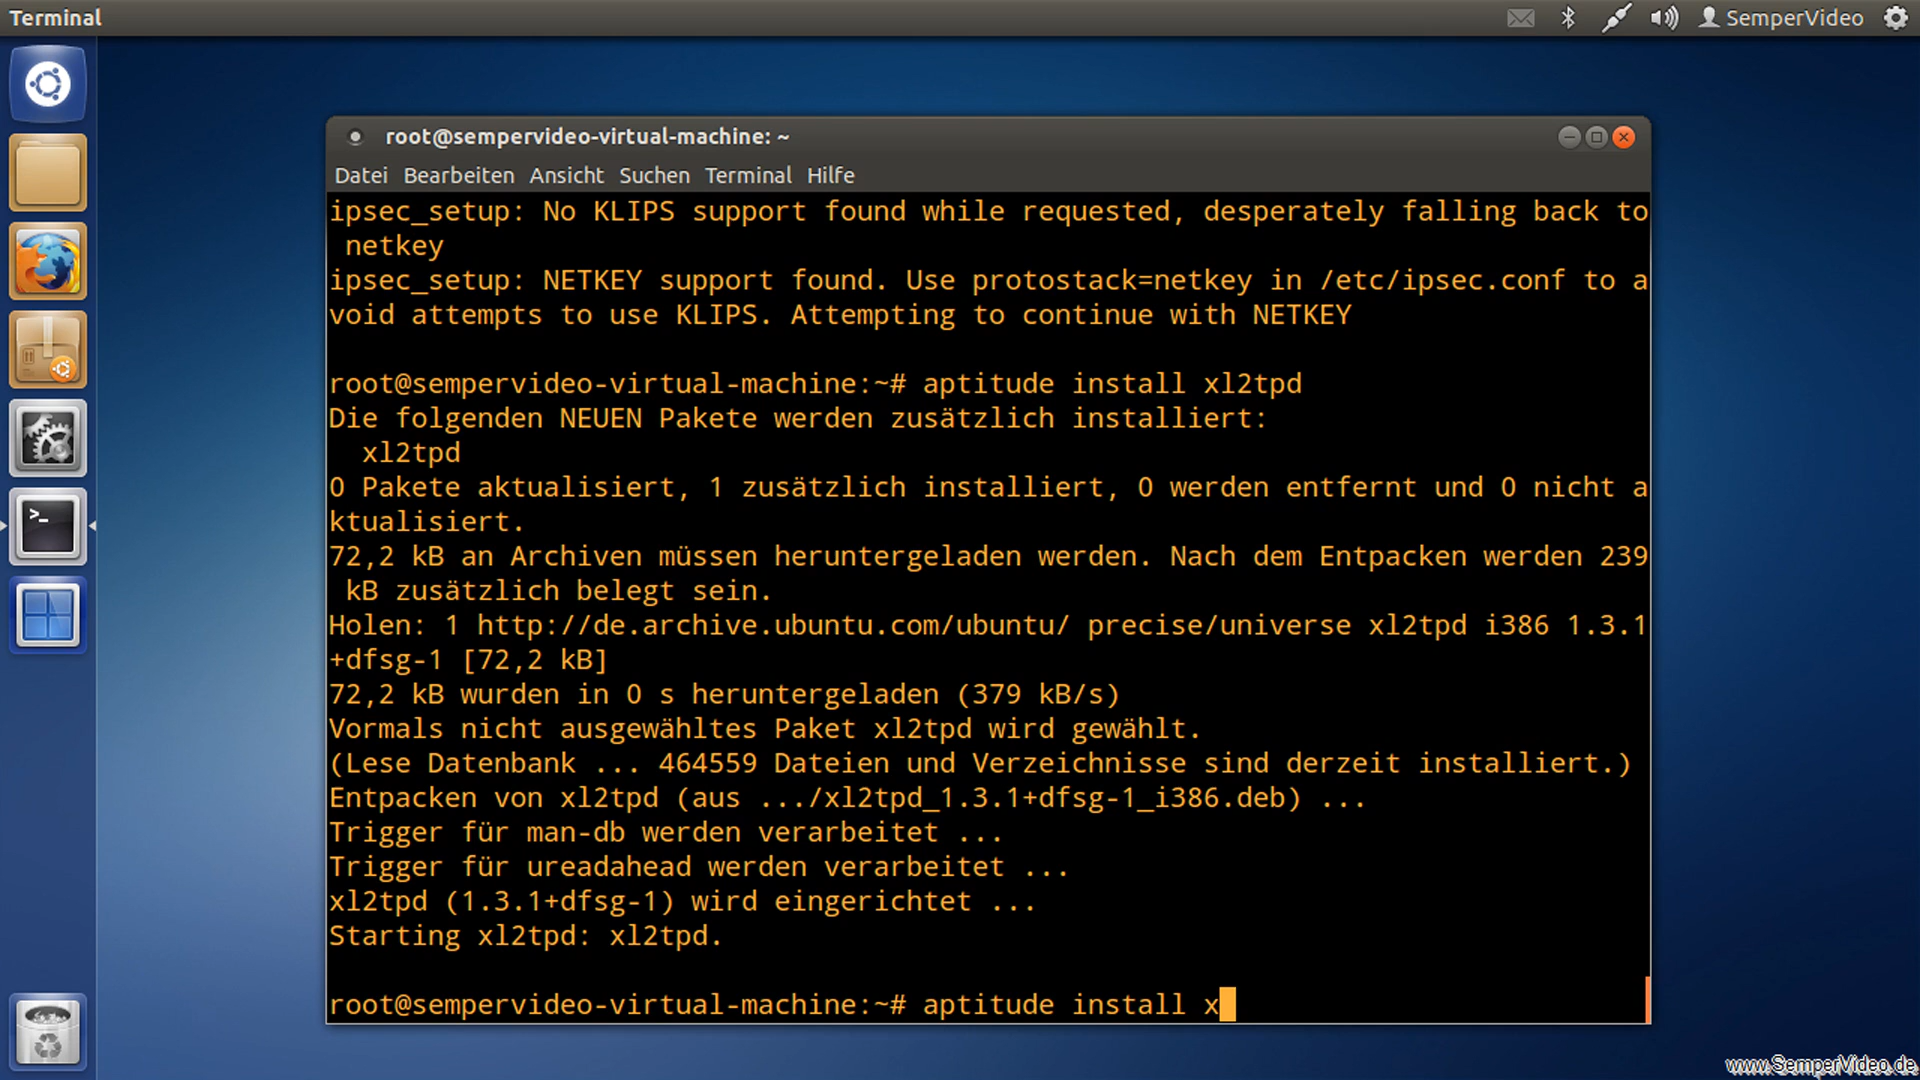 Terminal
SemperVideo
root@sempervideo-virtual-machine: ~
Datei Bearbeiten Ansicht Suchen Terminal Hilfe
ipsec_setup: No KLIPS support found while requested, desperately falling back to
 netkey
ipsec_setup: NETKEY support found. Use protostack=netkey in /etc/ipsec.conf to a
void attempts to use KLIPS. Attempting to continue with NETKEY
root@sempervideo-virtual-machine:~# aptitude install xl2tpd
Die folgenden NEUEN Pakete werden zusätzlich installiert:
  xl2tpd
0 Pakete aktualisiert, 1 zusätzlich installiert, 0 werden entfernt und 0 nicht a
ktualisiert.
72,2 kB an Archiven müssen heruntergeladen werden. Nach dem Entpacken werden 239
 kB zusätzlich belegt sein.
Holen: 1 http://de.archive.ubuntu.com/ubuntu/ precise/universe xl2tpd i386 1.3.1
+dfsg-1 [72,2 kB]
72,2 kB wurden in 0 s heruntergeladen (379 kB/s)
Vormals nicht ausgewähltes Paket xl2tpd wird gewählt.
(Lese Datenbank ... 464559 Dateien und Verzeichnisse sind derzeit installiert.)
Entpacken von xl2tpd (aus .../xl2tpd_1.3.1+dfsg-1_i386.deb) ...
Trigger für man-db werden verarbeitet ...
Trigger für ureadahead werden verarbeitet ...
xl2tpd (1.3.1+dfsg-1) wird eingerichtet ...
Starting xl2tpd: xl2tpd.
root@sempervideo-virtual-machine:~# aptitude install x
www.SemperVideo.de